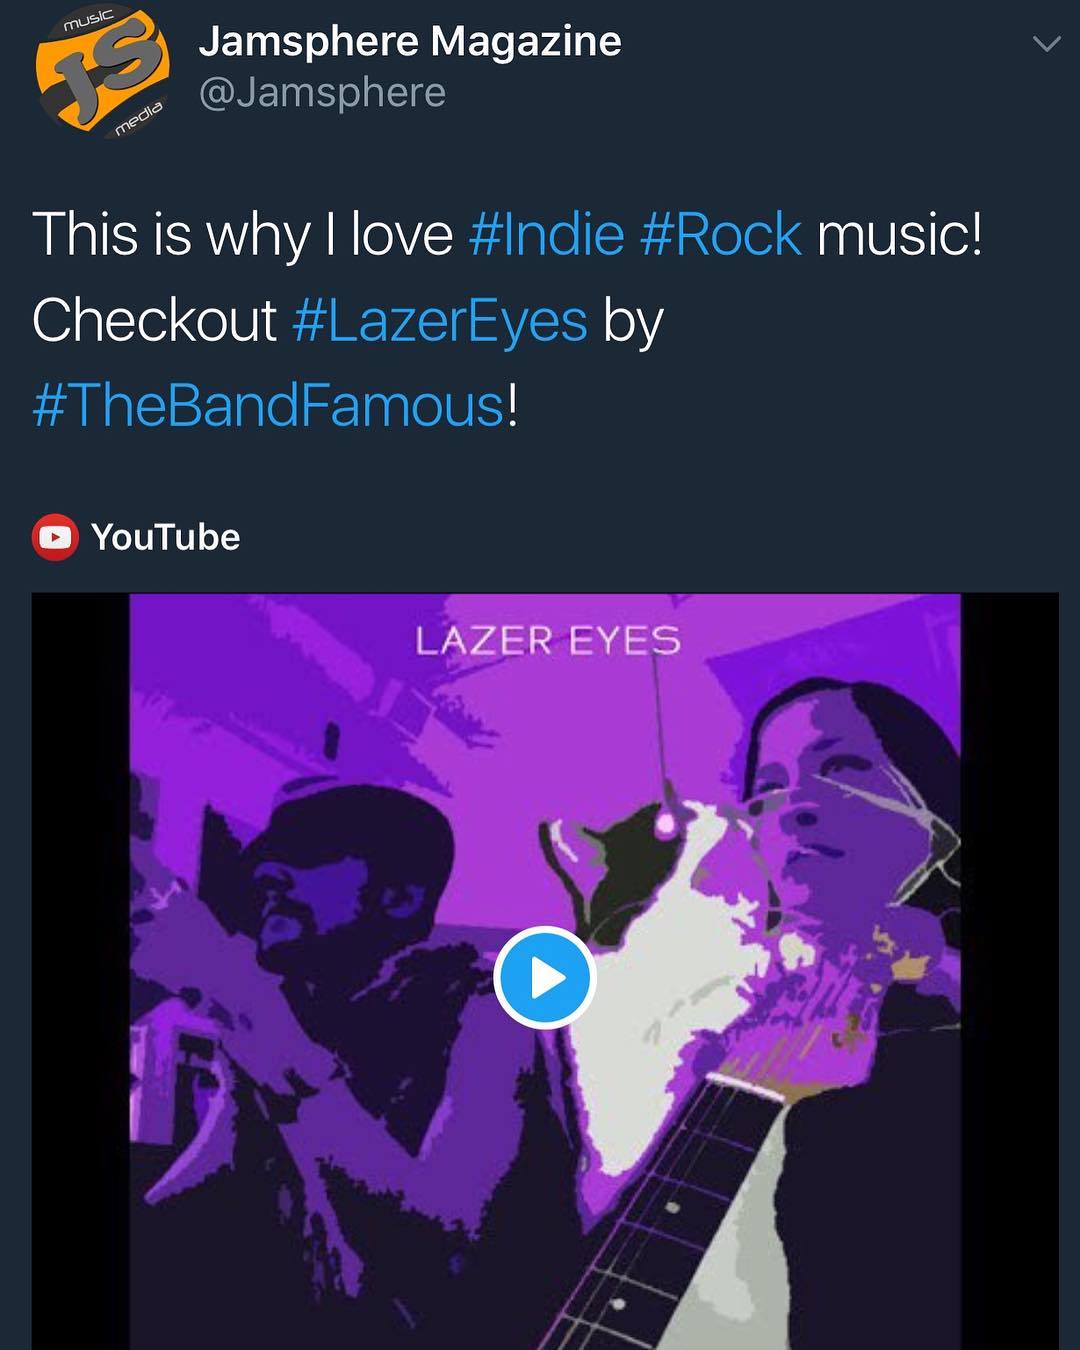 music
JS
media
Jamsphere Magazine
@Jamsphere
This is why I love #Indie #Rock music!
Checkout #LazerEyes by
#TheBandFamous!
YouTube
LAZER EYES